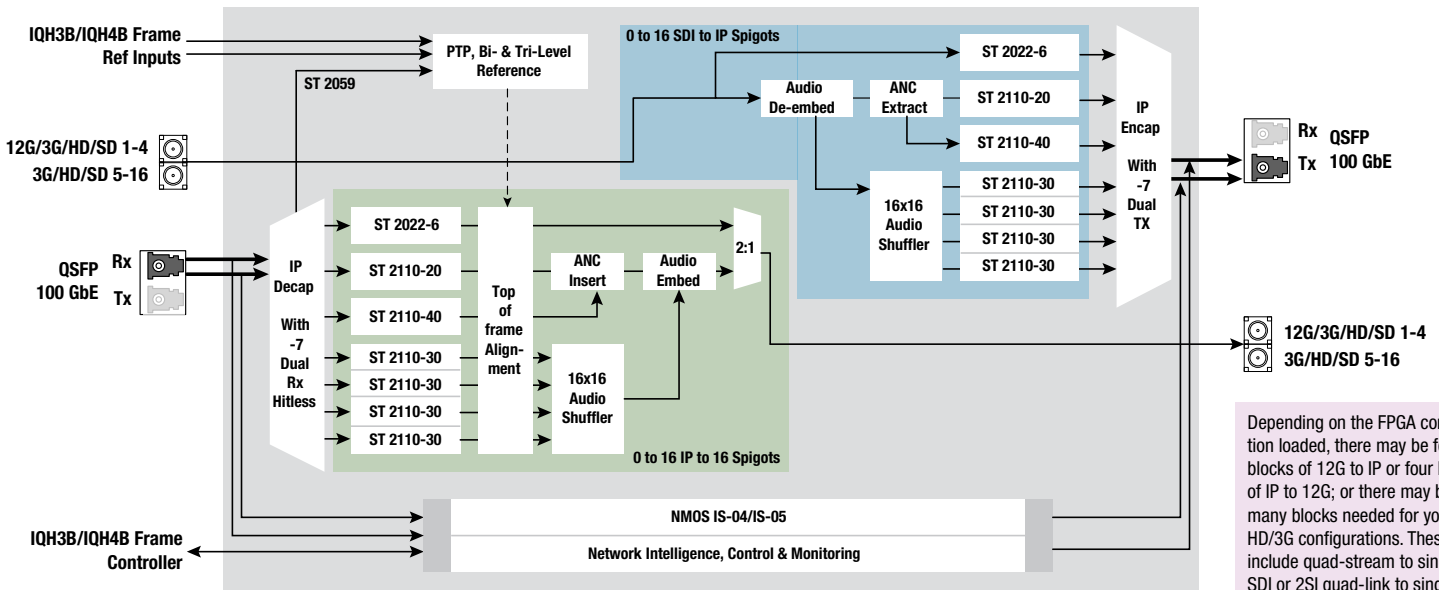 IQH3B/IQH4B Frame
Ref Inputs
PTP, Bi- & Tri-Level
Reference
ST 2059
12G/3G/HD/SD 1-4
3G/HD/SD 5-16
0 to 16 SDI to IP Spigots
ST 2022-6
Audio
De-embed
ANC
Extract
ST 2110-20
ST 2110-40
16x16
Audio
Shuffler
ST 2110-30
ST 2110-30
ST 2110-30
ST 2110-30
IP
Encap
With
-7
Dual
TX
Rx
Tx
QSFP
100 GbE
QSFP
100 GbE
Rx
Tx
IP
Decap
With
-7
Dual
Rx
Hitless
ST 2022-6
ST 2110-20
ST 2110-40
ST 2110-30
ST 2110-30
ST 2110-30
ST 2110-30
Top
of
frame
Align-
ment
ANC
Insert
Audio
Embed
16x16
Audio
Shuffler
2:1
0 to 16 IP to 16 Spigots
12G/3G/HD/SD 1-4
3G/HD/SD 5-16
IQH3B/IQH4B Frame
Controller
NMOS IS-04/IS-05
Network Intelligence, Control & Monitoring
Depending on the FPGA
tion loaded, there may be
blocks of 12G to IP or four
of IP to 12G; or there may
many blocks needed for
HD/3G configurations.
include quad-stream to
SDI or 2SI quad-link to